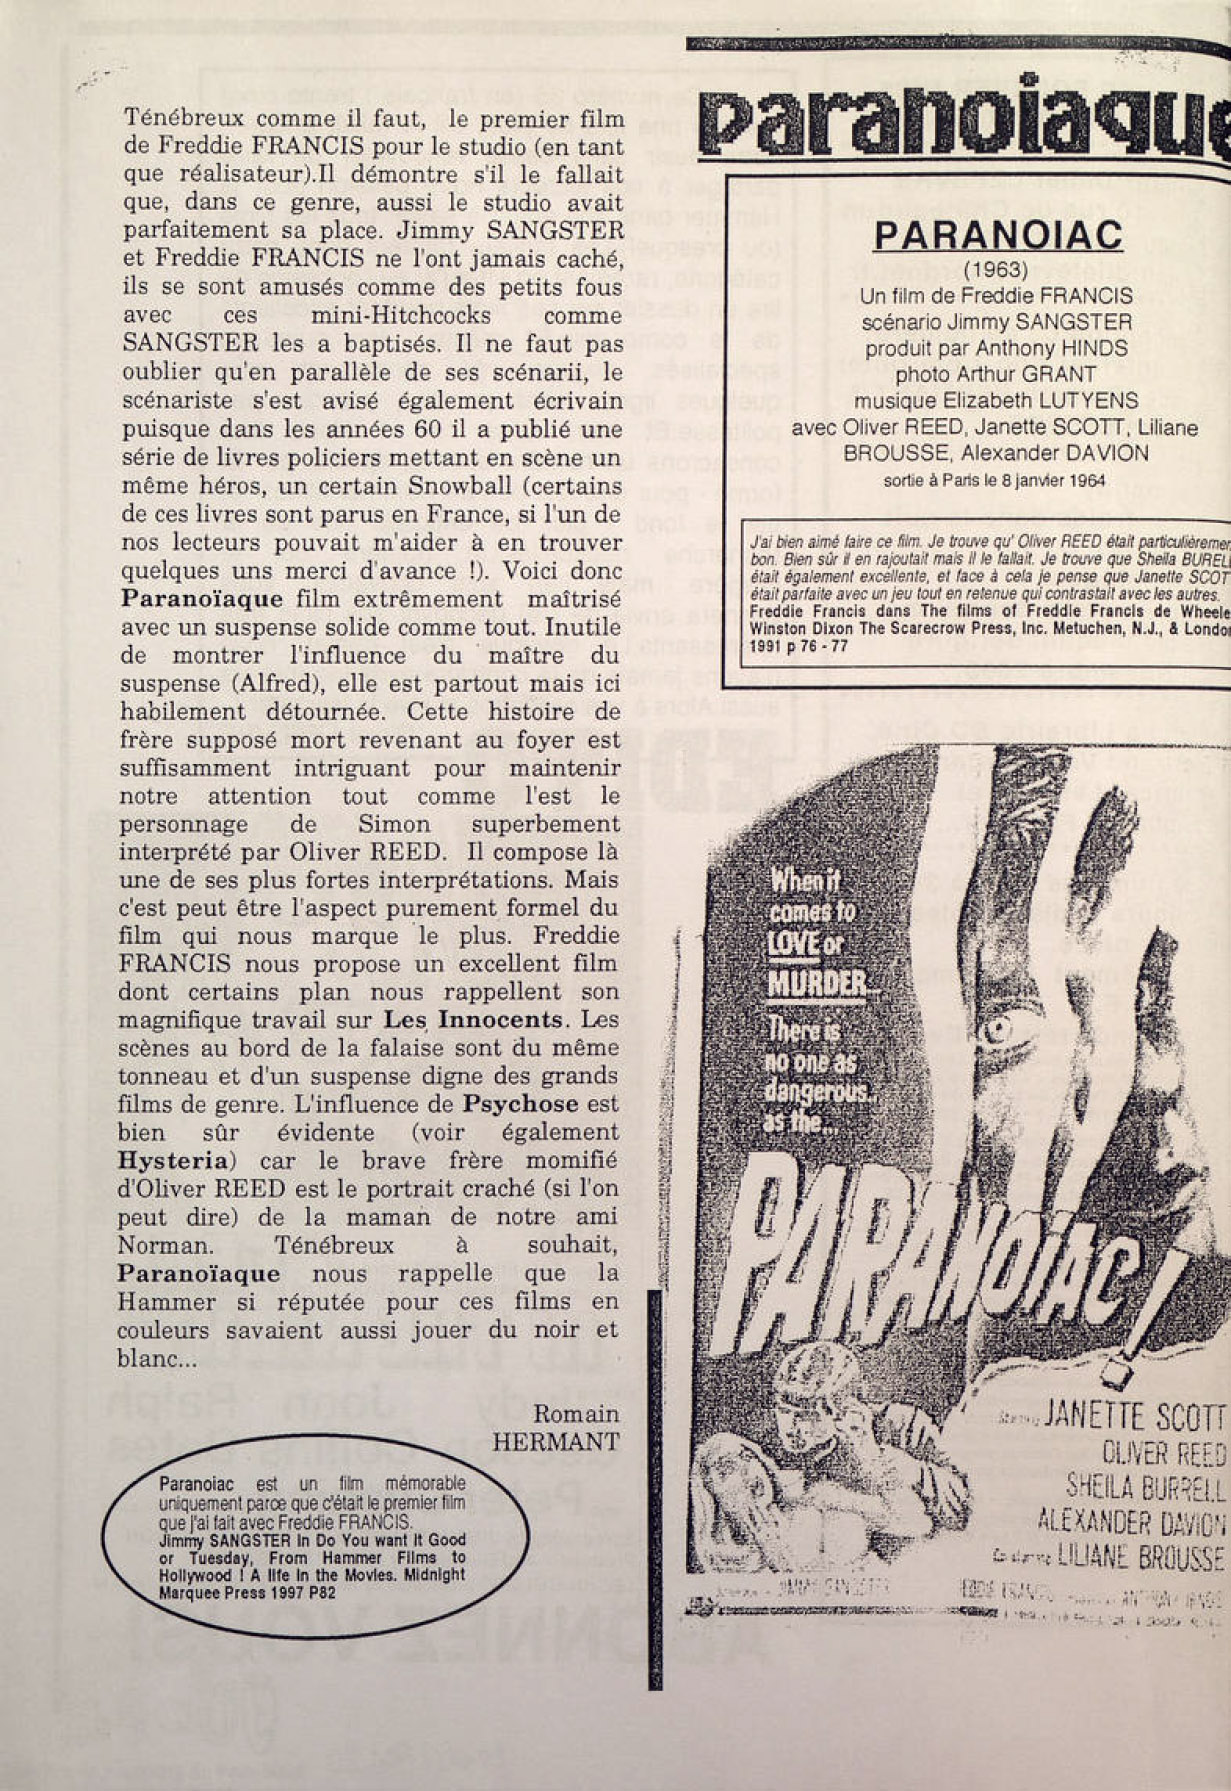 Ténébreux comme il faut, le premier film
de Freddie FRANCIS pour le studio (en tant
que réalisateur).Il démontre s'il le fallait
que, dans ce genre, aussi le studio avait
parfaitement sa place. Jimmy SANGSTER
et Freddie FRANCIS ne l'ont jamais caché,
ils se sont amusés comme des petits fous
avec ces mini-Hitchcocks comme
SANGSTER les a baptisés. Il ne faut pas
oublier qu'en parallèle de ses scénarii, le
scénariste s'est avisé également écrivain
puisque dans les années 60 il a publié une
série de livres policiers mettant en scène un
même héros, un certain Snowball (certains
de ces livres sont parus en France, si l'un de
nos lecteurs pouvait m'aider à en trouver
quelques uns merci d'avance !). Voici donc
Paranoïaque film extrêmement maîtrisé
avec un suspense solide comme tout. Inutile
de montrer l'influence du maître du
suspense (Alfred), elle est partout mais ici
habilement détournée. Cette histoire de
frère supposé mort revenant au foyer est
suffisamment intriguant pour maintenir
notre attention tout comme l'est le
personnage de Simon superbement
interprété par Oliver REED. Il compose là
une de ses plus fortes interprétations. Mais
c'est peut être l'aspect purement formel du
film qui nous marque le plus. Freddie
FRANCIS nous propose un excellent film
dont certains plan nous rappellent son
magnifique travail sur Les Innocents. Les
scènes au bord de la falaise sont du même
tonneau et d'un suspense digne des grands
films de genre. L'influence de Psychose est
bien sûr évidente (voir également
Hysteria) car le brave frère momifié
d'Oliver REED est le portrait craché (si l'on
peut dire) de la maman de notre ami
Norman. Ténébreux à souhait,
Paranoïaque nous rappelle que la
Hammer si réputée pour ces films en
couleurs savaient aussi jouer du noir et
blanc...
Romain
HERMANT
Paranoiac est un film mémorable
uniquement parce que c'était le premier film
que j'ai fait avec Freddie FRANCIS.
Jimmy SANGSTER In Do You want It Good
or Tuesday, From Hammer Films to
Hollywood ! A life In the Movies. Midnight
Marquee Press 1997 P82
paranoiaque
PARANOIAC
(1963)
Un film de Freddie FRANCIS
scénario Jimmy SANGSTER
produit par Anthony HINDS
photo Arthur GRANT
musique Elizabeth LUTYENS
avec Oliver REED, Janette SCOTT, Liliane
BROUSSE, Alexander DAVION
sortie à Paris le 8 janvier 1964
J'ai bien aimé faire ce film. Je trouve qu' Oliver REED était particulièremen
bon. Bien sûr il en rajoutait mais il le fallait. Je trouve que Sheila BUREL
était également excellente, et face à cela je pense que Janette SCOT
était parfaite avec un jeu tout en retenue qui contrastait avec les autres.
Freddie Francis dans The films of Freddie Francis de Wheele
Winston Dixon The Scarecrow Press, Inc. Metuchen, N.J., & London
1991 p 76 - 77
When it
comes to
LOVE or
MURDER...
There is
no one as
dangerous..
as the...
PARANOIAC!
Starring JANETTE SCOTT
OLIVER REED
SHEILA BURRELL
ALEXANDER DAVION
LILIANE BROUSSE
JIMMY SANGSTER